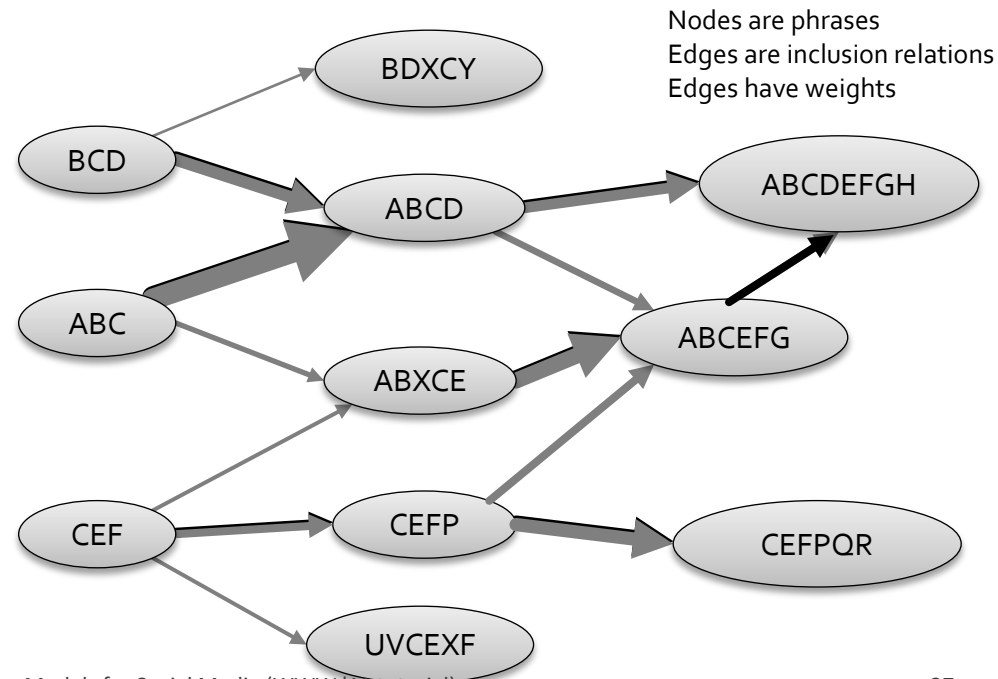 Nodes are phrases
Edges are inclusion relations
Edges have weights
BDXCY
BCD
ABCDEFGH
ABCD
ABC
ABCEFG
ABXCE
CEFP
CEF
CEFPQR
UVCEXF